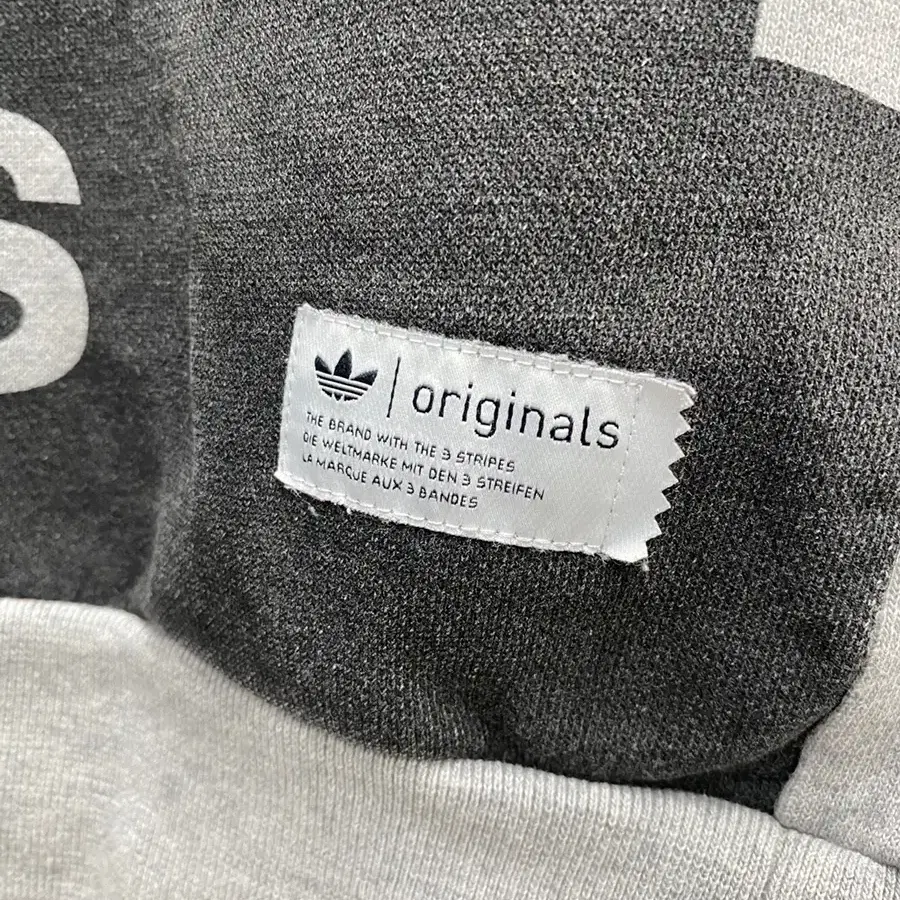 s
originals
THE BRAND WITH THE 3 STRIPES
DIE WELTMARKE MIT DEN 3 STREIFEN
LA MARQUE AUX 3 BANDES